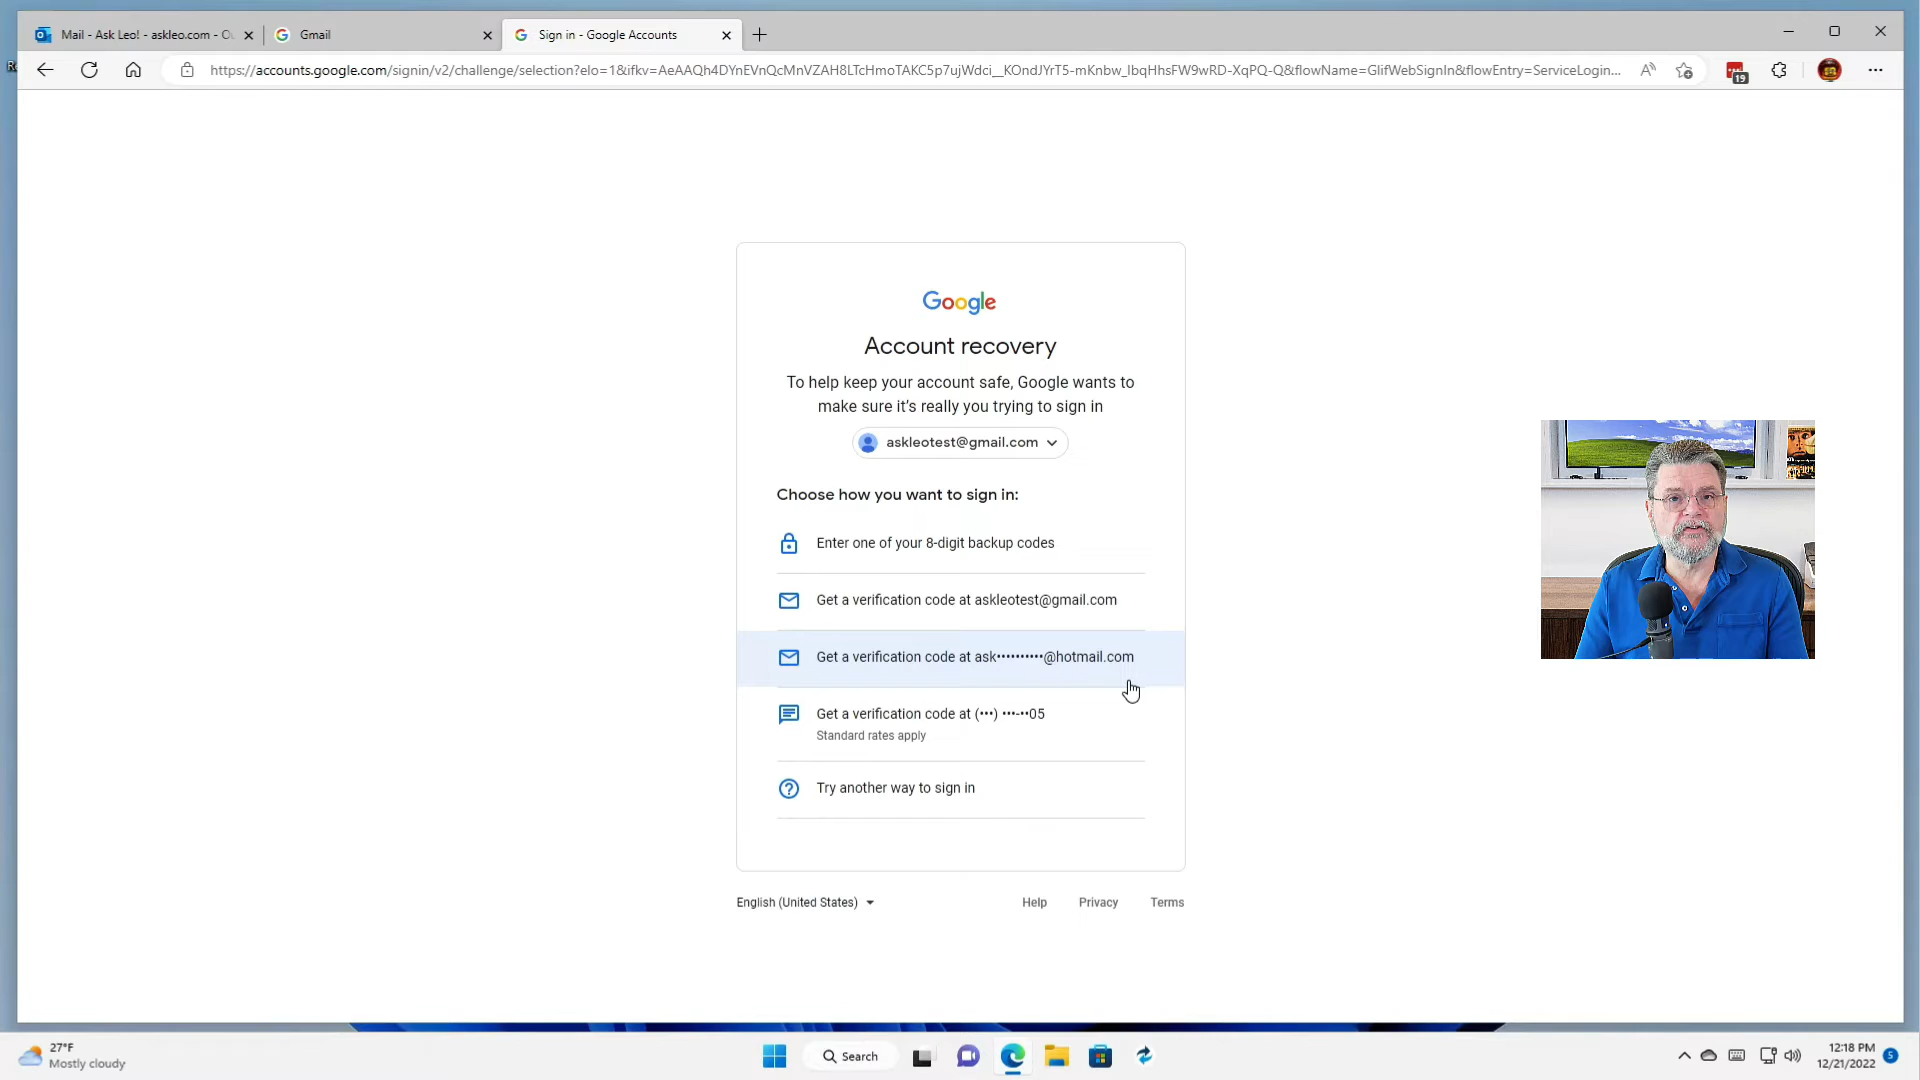 Mail - Ask Leo! - askleo.com - O
Gmail
Sign in - Google Accounts
https://accounts.google.com/signin/v2/challenge/selection?elo=1&ifkv=AeAAQh4DYnEVnQcMnVZAH8LTcHmoTAKC5p7ujWdci__KOndJYrT5-mKnbw_IbqHhsFW9wRD-XqPQ-Q&flowName=GlifWebSignIn&flowEntry=ServiceLogin...
19
Google
Account recovery
To help keep your account safe, Google wants to
make sure it's really you trying to sign in
askleotest@gmail.com
Choose how you want to sign in:
Enter one of your 8-digit backup codes
Get a verification code at askleotest@gmail.com
Get a verification code at ask••••••••••@hotmail.com
Get a verification code at (•••) •••-••05
Standard rates apply
Try another way to sign in
English (United States)
Help
Privacy
Terms
27°F
Mostly cloudy
Search
12:18 PM
12/21/2022
5